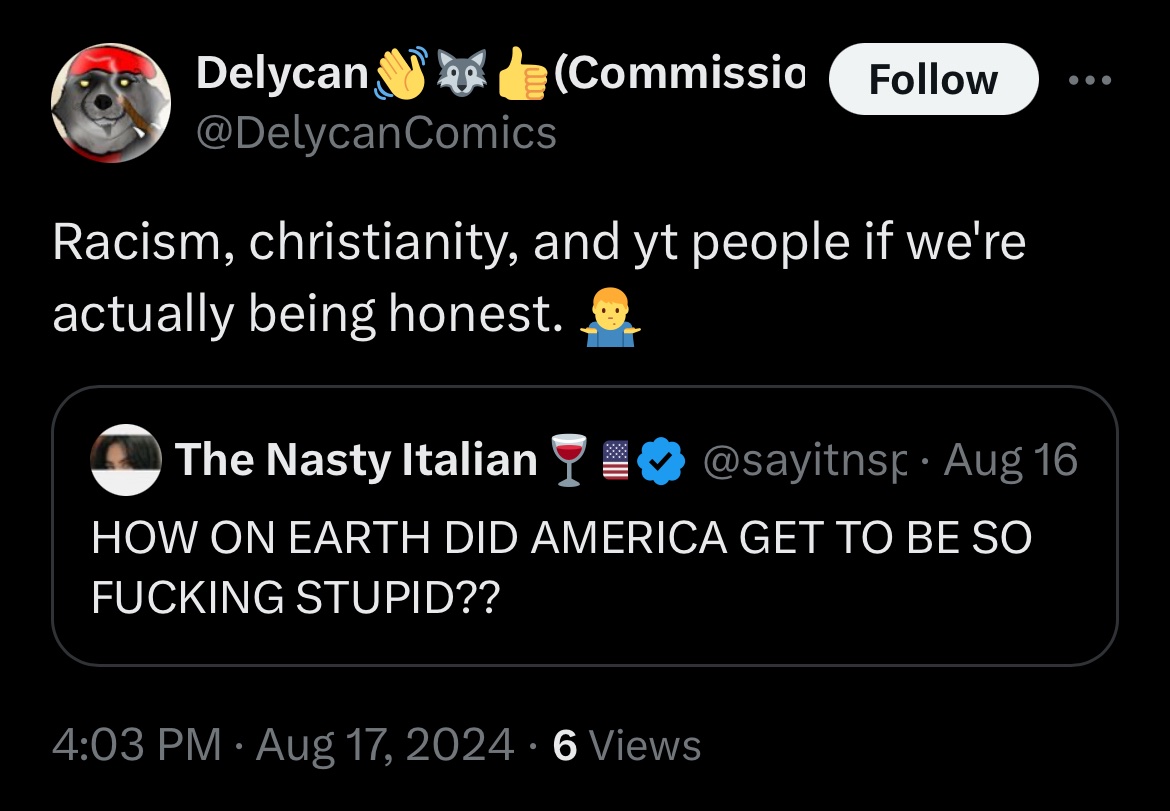 Delycan👋🐺👍(Commissio
Follow
@DelycanComics
Racism, christianity, and yt people if we're
actually being honest. 🤷‍♂️
The Nasty Italian🍷🇺🇸 @sayitnsp · Aug 16
HOW ON EARTH DID AMERICA GET TO BE SO
FUCKING STUPID??
4:03 PM · Aug 17, 2024 · 6 Views